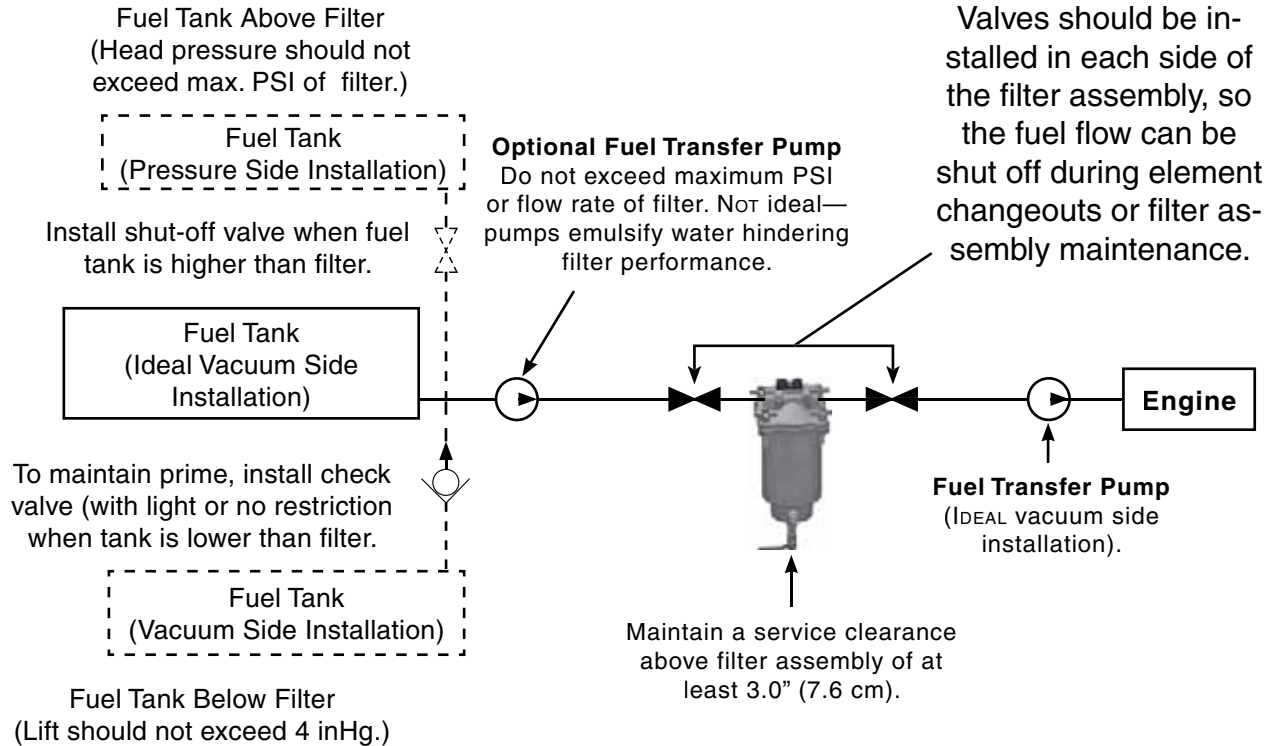 Fuel Tank Above Filter
(Head pressure should not
exceed max. PSI of filter.)
Fuel Tank
(Pressure Side Installation)
Install shut-off valve when fuel
tank is higher than filter.
Fuel Tank
(Ideal Vacuum Side
Installation)
To maintain prime, install check
valve (with light or no restriction
when tank is lower than filter.
Fuel Tank
(Vacuum Side Installation)
Fuel Tank Below Filter
(Lift should not exceed 4 inHg.)
Optional Fuel Transfer Pump
Do not exceed maximum PSI
or flow rate of filter. NOT ideal—
pumps emulsify water hindering
filter performance.
Valves should be in-
stalled in each side of
the filter assembly, so
the fuel flow can be
shut off during element
changeouts or filter as-
sembly maintenance.
Engine
Fuel Transfer Pump
(IDEAL vacuum side
installation).
Maintain a service clearance
above filter assembly of at
least 3.0” (7.6 cm).